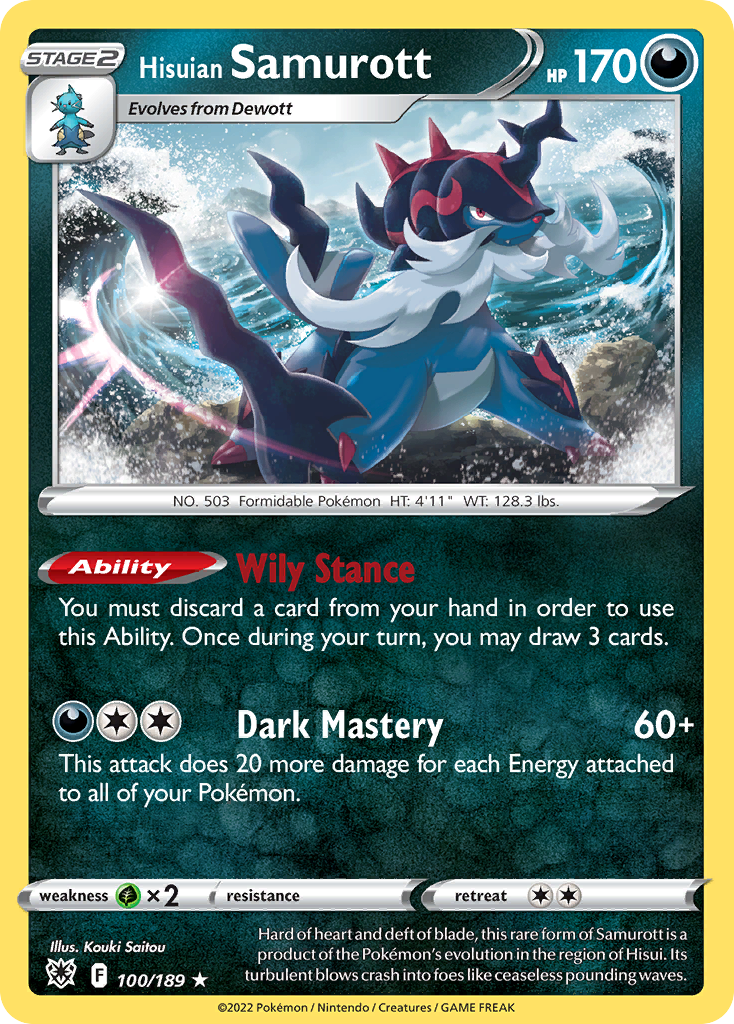 STAGE2
Hisuian Samurott
HP 170
Evolves from Dewott
NO. 503 Formidable Pokémon HT: 4'11" WT: 128.3 lbs.
Ability Wily Stance
You must discard a card from your hand in order to use
this Ability. Once during your turn, you may draw 3 cards.
Dark Mastery 60+
This attack does 20 more damage for each Energy attached
to all of your Pokémon.
weakness ×2 resistance retreat
Illus. Kouki Saitou
Hard of heart and deft of blade, this rare form of Samurott is a
product of the Pokémon's evolution in the region of Hisui. Its
turbulent blows crash into foes like ceaseless pounding waves.
F 100/189 ★
©2022 Pokémon / Nintendo / Creatures / GAME FREAK